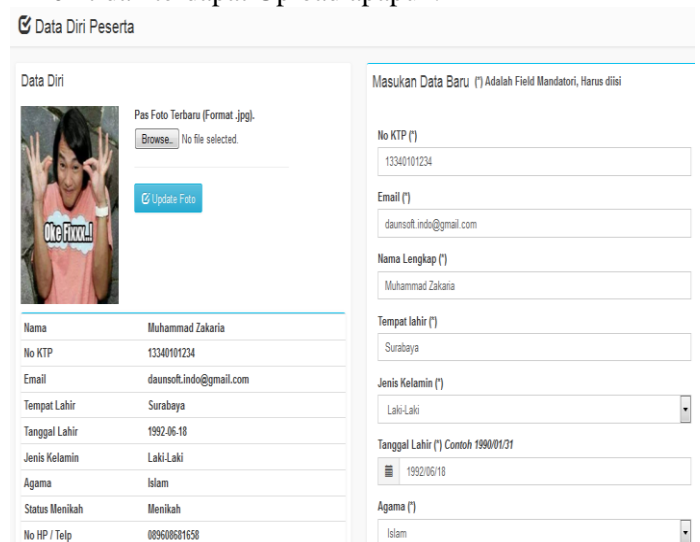 Data Diri Peserta
Data Diri
Pas Foto Terbaru (Format .jpg).
Browse_ No file selected.
Update Foto
Oke Fixxx..!
Nama Muhammad Zakaria
No KTP 13340101234
Email daunsoft.indo@gmail.com
Tempat Lahir Surabaya
Tanggal Lahir 1992-06-18
Jenis Kelamin Laki-Laki
Agama Islam
Status Menikah Menikah
No HP / Telp 089608681658
Masukan Data Baru (*) Adalah Field Mandatori, Harus diisi
No KTP (*)
13340101234
Email (*)
daunsoft.indo@gmail.com
Nama Lengkap (*)
Muhammad Zakaria
Tempat lahir (*)
Surabaya
Jenis Kelamin (*)
Laki-Laki
Tanggal Lahir (*) Contoh 1990/01/31
1992/06/18
Agama (*)
Islam